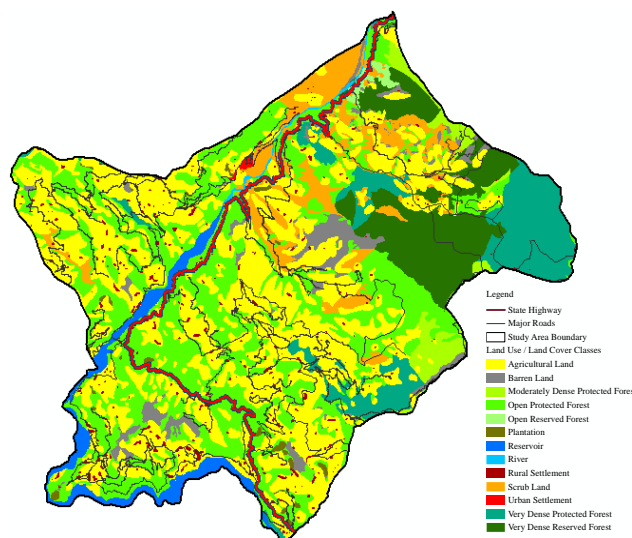 Legend
State Highway
Major Roads
Study Area Boundary
Land Use / Land Cover Classes
Agricultural Land
Barren Land
Moderately Dense Protected Fores
Open Protected Forest
Open Reserved Forest
Plantation
Reservoir
River
Rural Settlement
Scrub Land
Urban Settlement
Very Dense Protected Forest
Very Dense Reserved Forest